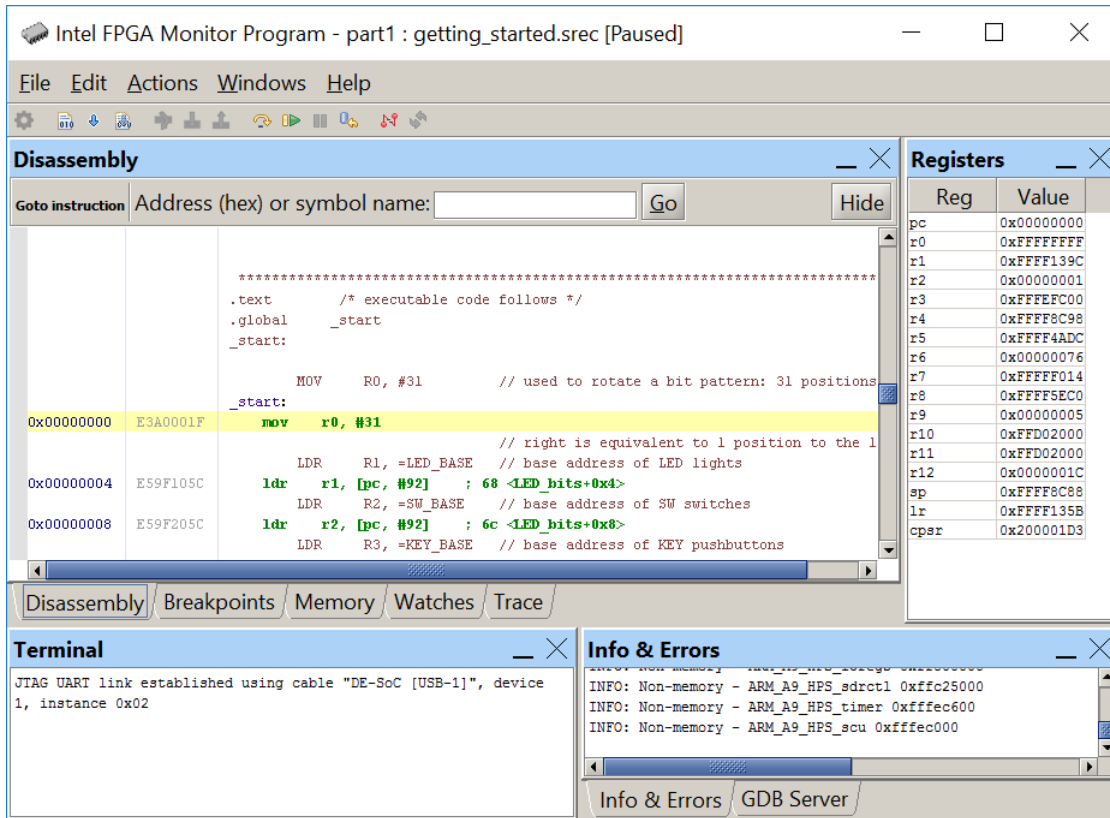 Intel FPGA Monitor Program - part1 : getting_started.srec [Paused]
File Edit Actions Windows Help
Disassembly
Goto instruction Address (hex) or symbol name: Go Hide
******************************************************************************
.text /* executable code follows */
.global _start
_start:
MOV R0, #31 // used to rotate a bit pattern: 31 positions
_start:
0x00000000 E3A0001F mov r0, #31
// right is equivalent to 1 position to the l
LDR R1, =LED_BASE // base address of LED lights
0x00000004 E59F105C ldr r1, [pc, #92] ; 68 <LED_bits+0x4>
LDR R2, =SW_BASE // base address of SW switches
0x00000008 E59F205C ldr r2, [pc, #92] ; 6c <LED_bits+0x8>
LDR R3, =KEY_BASE // base address of KEY pushbuttons
Disassembly Breakpoints Memory Watches Trace
Registers
Reg Value
pc 0x00000000
r0 0xFFFFFFFF
r1 0xFFFF139C
r2 0x00000001
r3 0xFFFEFC00
r4 0xFFFF8C98
r5 0xFFFF4ADC
r6 0x00000076
r7 0xFFFFF014
r8 0xFFFF5EC0
r9 0x00000005
r10 0xFFD02000
r11 0xFFD02000
r12 0x0000001C
sp 0xFFFF8C88
lr 0xFFFF135B
cpsr 0x200001D3
Terminal
JTAG UART link established using cable "DE-SoC [USB-1]", device
1, instance 0x02
Info & Errors
INFO: Non-memory - ARM_A9_HPS_sdrctl 0xffc25000
INFO: Non-memory - ARM_A9_HPS_timer 0xfffec600
INFO: Non-memory - ARM_A9_HPS_scu 0xfffec000
Info & Errors GDB Server